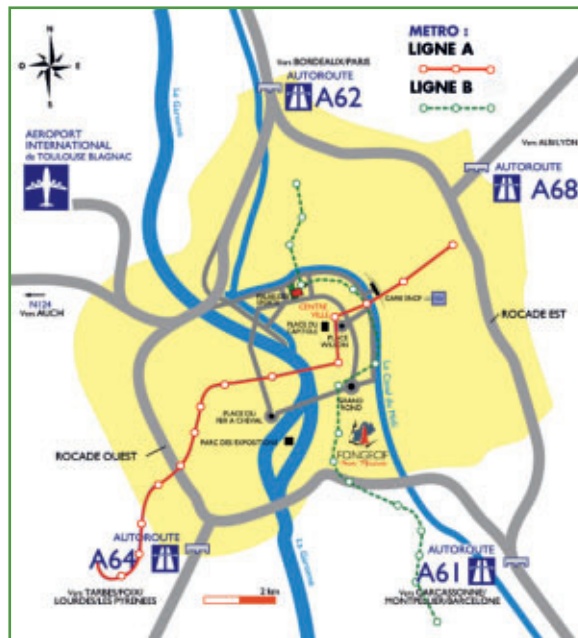 METRO :
LIGNE A
LIGNE B
N
O
E
S
Vers BORDEAUX/PARIS
AUTOROUTE
A62
La Garonne
AEROPORT
INTERNATIONAL
de TOULOUSE BLAGNAC
Vers ALBI/LYON
AUTOROUTE
A68
N124
Vers AUCH
CENTRE
VILLE
GARE SNCF
PLACE DU
CAPITOLE
PLACE
WILSON
ROCADE EST
Le Canal du Midi
GRAND
ROND
PLACE DU
FER A CHEVAL
PARC DES EXPOSITIONS
FONGECIF
ROCADE OUEST
La Garonne
AUTOROUTE
A64
Vers TARBES/FOIX/
LOURDES/LES PYRENEES
2 km
AUTOROUTE
A61
Vers CARCASSONNE/
MONTPELLIER/BARCELONE